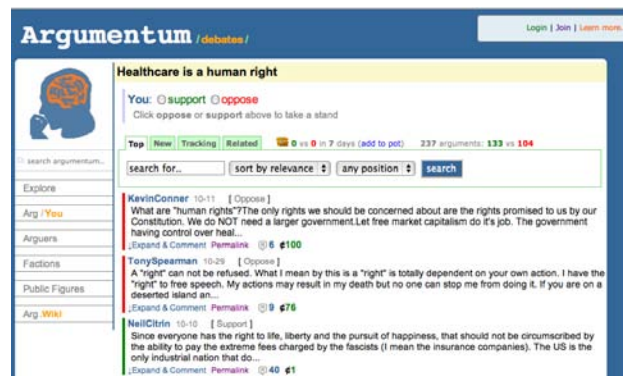 Argumentum /debates/
Login | Join | Learn more.
Healthcare is a human right
You: support oppose
Click oppose or support above to take a stand
Top New Tracking Related 0 vs 0 in 7 days (add to pot) 237 arguments: 133 vs 104
search argumentum..
search for.. sort by relevance any position search
Explore
Arg /You
Arguers
Factions
Public Figures
Arg.Wiki
KevinConner 10-11 [ Oppose ]
What are "human rights"?The only rights we should be concerned about are the rights promised to us by our
Constitution. We do NOT need a larger government.Let free market capitalism do it's job. The government
having control over heal...
Expand & Comment Permalink 6 ¢100
TonySpearman 10-29 [ Oppose ]
A "right" can not be refused. What I mean by this is a "right" is totally dependent on your own action. I have the
"right" to free speech. My actions may result in my death but no one can stop me from doing it. If you are on a
deserted island an...
Expand & Comment Permalink 9 ¢76
NeilCitrin 10-10 [ Support ]
Since everyone has the right to life, liberty and the pursuit of happiness, that should not be circumscribed by
the ability to pay the extreme fees charged by the fascists (I mean the insurance companies). The US is the
only industrial nation that do...
Expand & Comment Permalink 40 ¢1